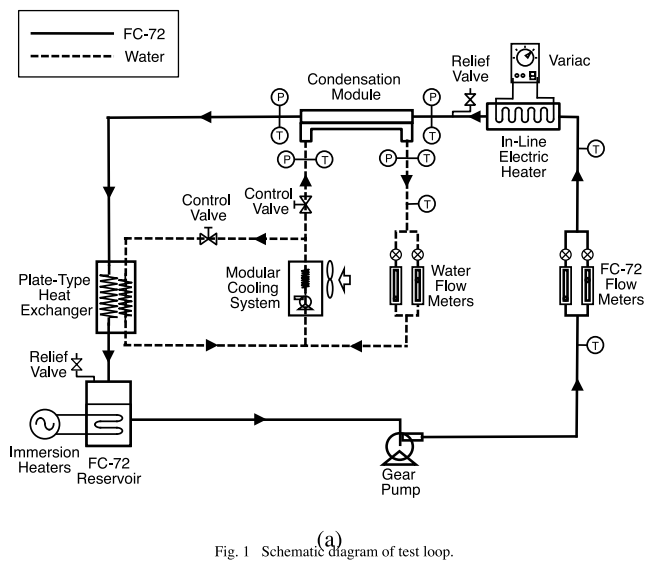 FC-72
Water
Relief
Valve
Variac
Condensation
Module
P
P
T
T
In-Line
Electric
Heater
T
P
T
P
T
Control
Valve
Control
Valve
T
Plate-Type
Heat
Exchanger
Modular
Cooling
System
Water
Flow
Meters
FC-72
Flow
Meters
T
Relief
Valve
Immersion
Heaters
FC-72
Reservoir
Gear
Pump
(a)
Fig. 1 Schematic diagram of test loop.